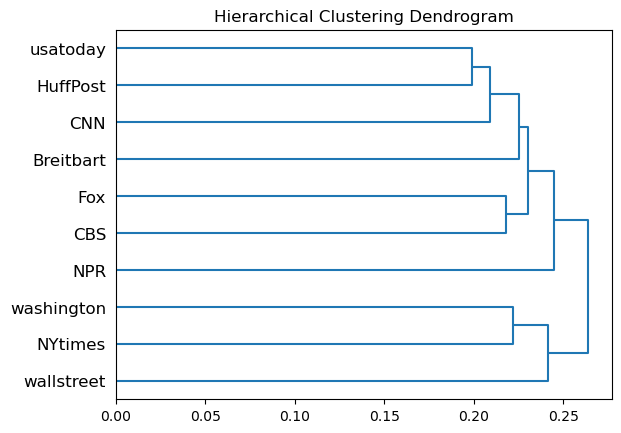 Hierarchical Clustering Dendrogram
usatoday
HuffPost
CNN
Breitbart
Fox
CBS
NPR
washington
NYtimes
wallstreet
0.00 0.05 0.10 0.15 0.20 0.25